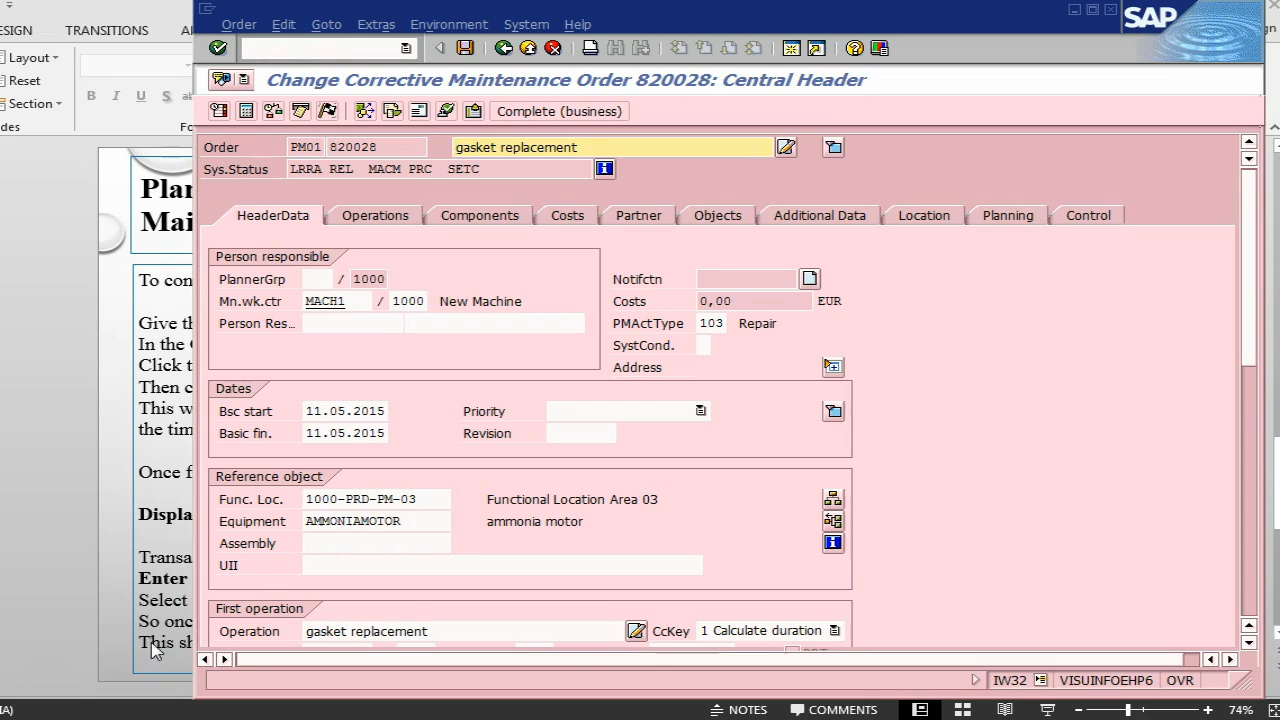 Order Edit Goto Extras Environment System Help
SAP
ESIGN TRANSITIONS
Layout
Reset
Section
B I U S ab
des
Change Corrective Maintenance Order 820028: Central Header
Complete (business)
Order PM01 820028 gasket replacement
Sys.Status LRRA REL MACM PRC SETC
HeaderData Operations Components Costs Partner Objects Additional Data Location Planning Control
Person responsible
PlannerGrp / 1000
Mn.wk.ctr MACH1 / 1000 New Machine
Person Res...
Notifctn
Costs 0,00 EUR
PMActType 103 Repair
SystCond.
Address
Dates
Bsc start 11.05.2015 Priority
Basic fin. 11.05.2015 Revision
Reference object
Func. Loc. 1000-PRD-PM-03 Functional Location Area 03
Equipment AMMONIAMOTOR ammonia motor
Assembly
UII
First operation
Operation gasket replacement CcKey 1 Calculate duration
IW32 VISUINFOEHP6 OVR
Plan
Mai
To con
Give th
In the
Click t
Then c
This w
the tim
Once f
Displa
Transa
Enter
Select
So onc
This sh
NOTES COMMENTS 74%